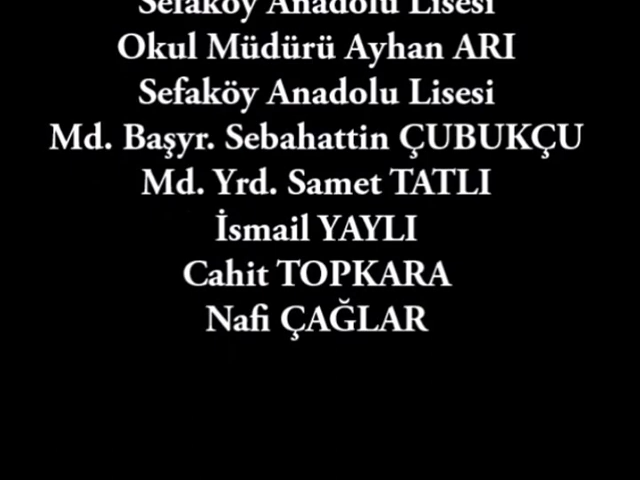 Sefaköy Anadolu Lisesi
Okul Müdürü Ayhan ARI
Sefaköy Anadolu Lisesi
Md. Başyr. Sebahattin ÇUBUKÇU
Md. Yrd. Samet TATLI
İsmail YAYLI
Cahit TOPKARA
Nafi ÇAĞLAR